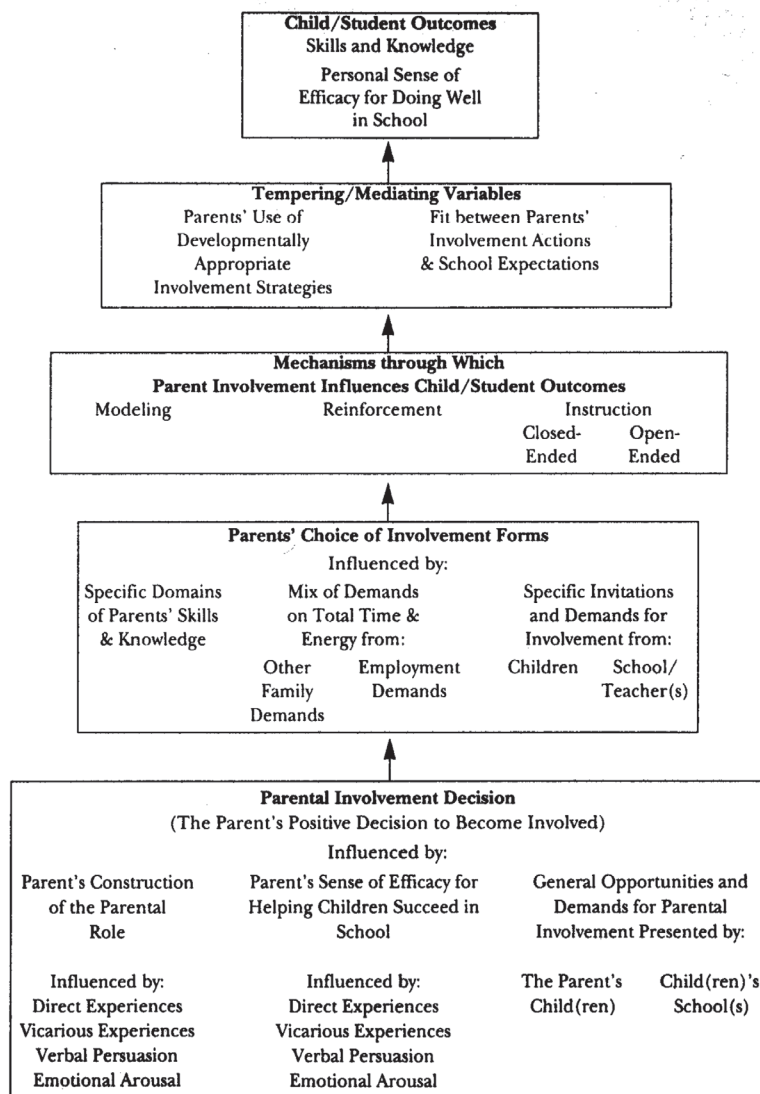 Child/Student Outcomes
Skills and Knowledge
Personal Sense of
Efficacy for Doing Well
in School
Tempering/Mediating Variables
Parents' Use of
Developmentally
Appropriate
Involvement Strategies
Fit between Parents'
Involvement Actions
& School Expectations
Mechanisms through Which
Parent Involvement Influences Child/Student Outcomes
Modeling
Reinforcement
Instruction
Closed-
Ended
Open-
Ended
Parents' Choice of Involvement Forms
Influenced by:
Specific Domains
of Parents' Skills
& Knowledge
Mix of Demands
on Total Time &
Energy from:
Other
Family
Demands
Employment
Demands
Specific Invitations
and Demands for
Involvement from:
Children
School/
Teacher(s)
Parental Involvement Decision
(The Parent's Positive Decision to Become Involved)
Influenced by:
Parent's Construction
of the Parental
Role
Influenced by:
Direct Experiences
Vicarious Experiences
Verbal Persuasion
Emotional Arousal
Parent's Sense of Efficacy for
Helping Children Succeed in
School
Influenced by:
Direct Experiences
Vicarious Experiences
Verbal Persuasion
Emotional Arousal
General Opportunities and
Demands for Parental
Involvement Presented by:
The Parent's
Child(ren)
Child(ren)'s
School(s)